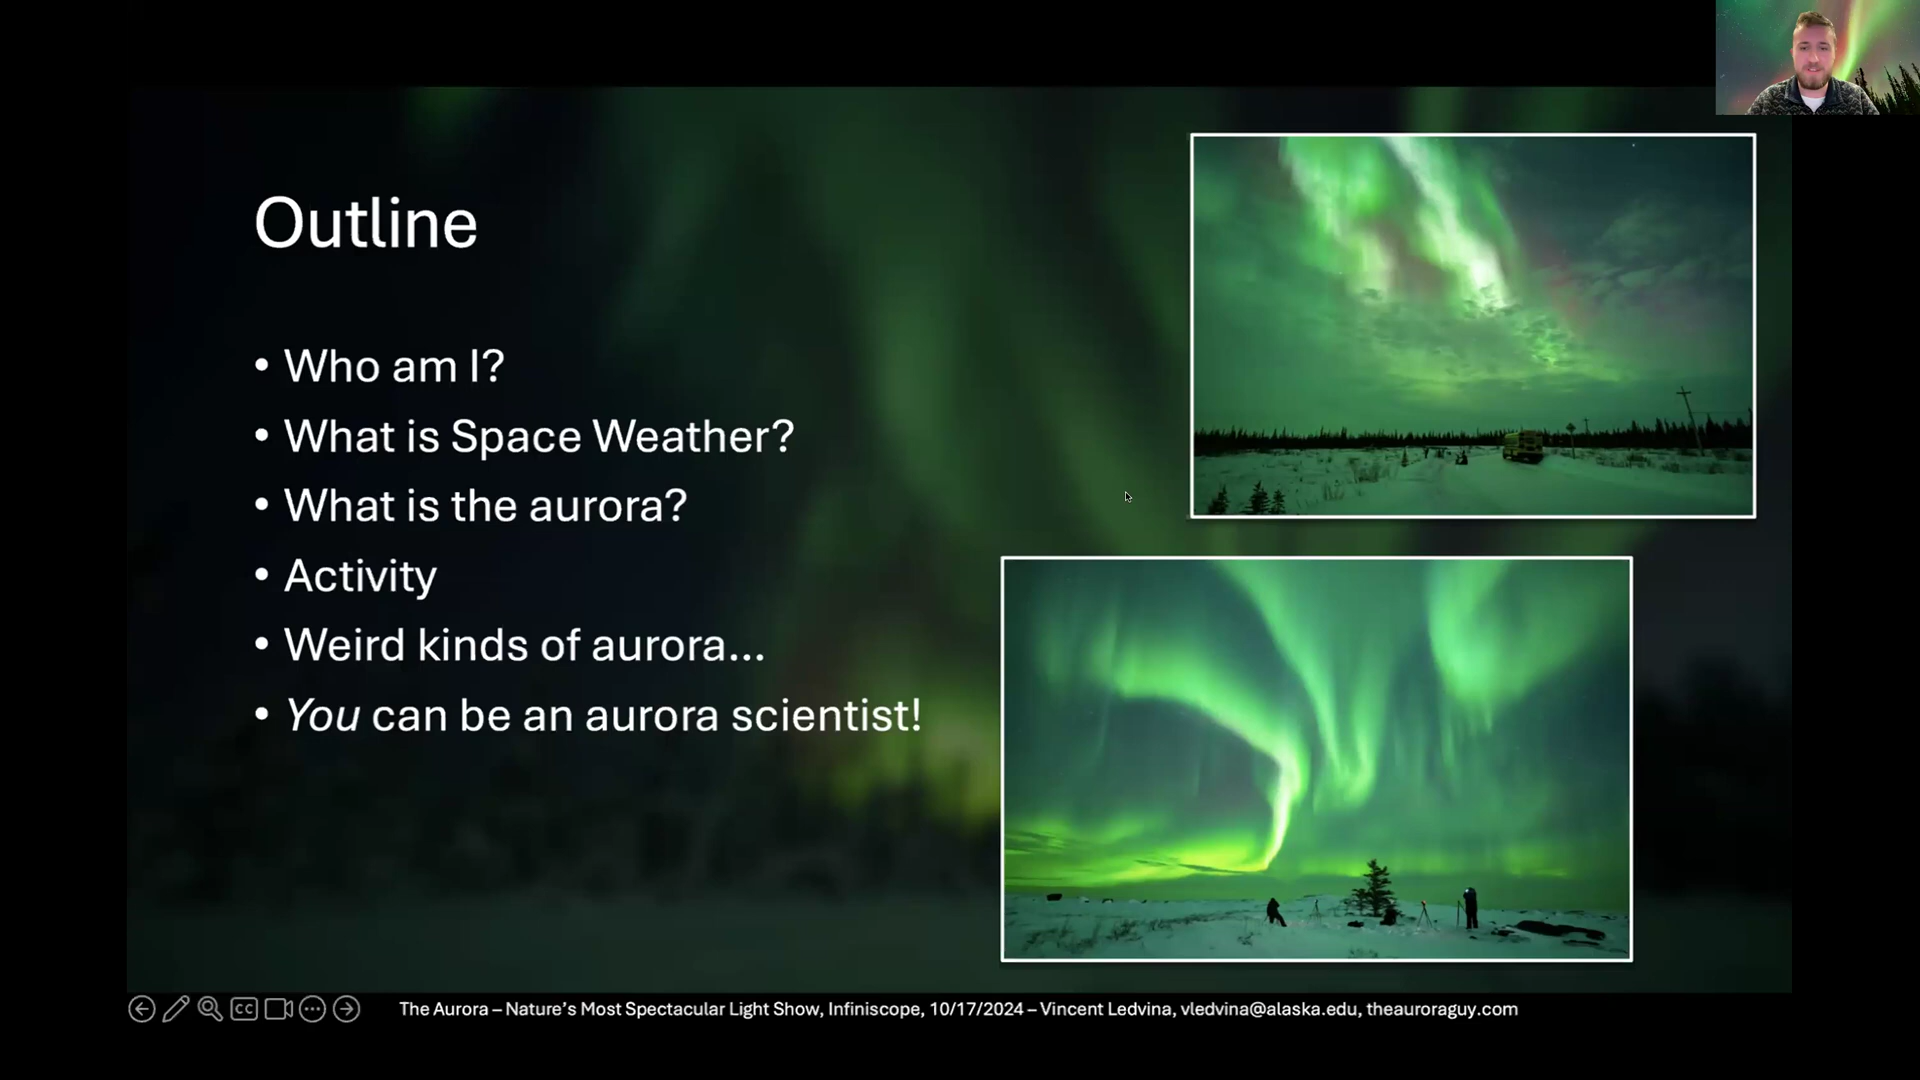 Outline
• Who am I?
• What is Space Weather?
• What is the aurora?
• Activity
• Weird kinds of aurora...
• You can be an aurora scientist!
CC
The Aurora – Nature's Most Spectacular Light Show, Infiniscope, 10/17/2024 – Vincent Ledvina, vledvina@alaska.edu, theauroraguy.com